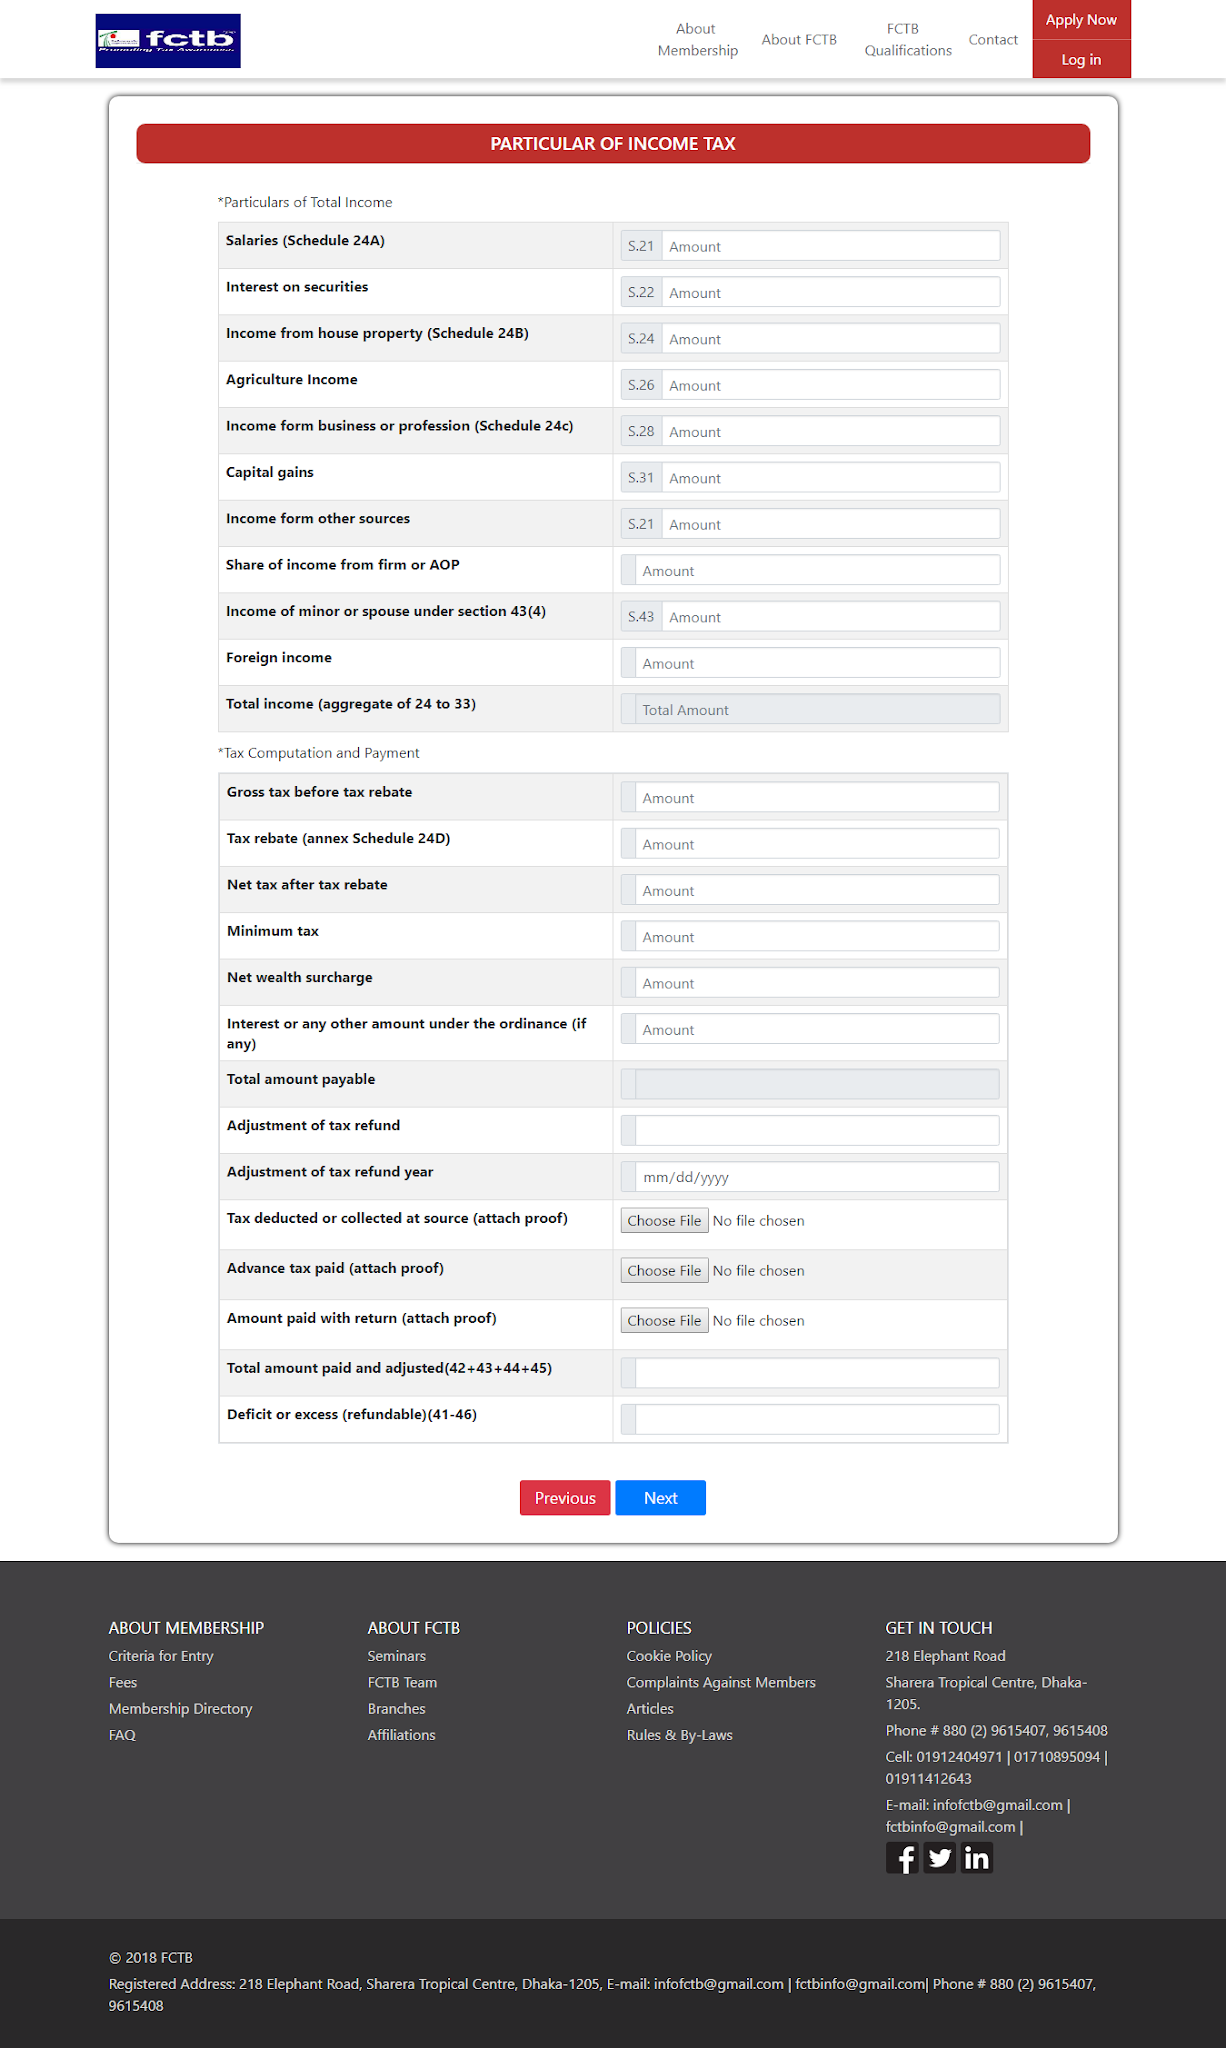 fctb
Promoting Tax Awareness.
About
Membership
About FCTB
FCTB
Qualifications
Contact
Apply Now
Log in
PARTICULAR OF INCOME TAX
*Particulars of Total Income
Salaries (Schedule 24A) S.21 Amount
Interest on securities S.22 Amount
Income from house property (Schedule 24B) S.24 Amount
Agriculture Income S.26 Amount
Income form business or profession (Schedule 24c) S.28 Amount
Capital gains S.31 Amount
Income form other sources S.21 Amount
Share of income from firm or AOP Amount
Income of minor or spouse under section 43(4) S.43 Amount
Foreign income Amount
Total income (aggregate of 24 to 33) Total Amount
*Tax Computation and Payment
Gross tax before tax rebate Amount
Tax rebate (annex Schedule 24D) Amount
Net tax after tax rebate Amount
Minimum tax Amount
Net wealth surcharge Amount
Interest or any other amount under the ordinance (if
any) Amount
Total amount payable
Adjustment of tax refund
Adjustment of tax refund year mm/dd/yyyy
Tax deducted or collected at source (attach proof) Choose File No file chosen
Advance tax paid (attach proof) Choose File No file chosen
Amount paid with return (attach proof) Choose File No file chosen
Total amount paid and adjusted(42+43+44+45)
Deficit or excess (refundable)(41-46)
Previous Next
ABOUT MEMBERSHIP
Criteria for Entry
Fees
Membership Directory
FAQ
ABOUT FCTB
Seminars
FCTB Team
Branches
Affiliations
POLICIES
Cookie Policy
Complaints Against Members
Articles
Rules & By-Laws
GET IN TOUCH
218 Elephant Road
Sharera Tropical Centre, Dhaka-
1205.
Phone # 880 (2) 9615407, 9615408
Cell: 01912404971 | 01710895094 |
01911412643
E-mail: infofctb@gmail.com |
fctbinfo@gmail.com |
© 2018 FCTB
Registered Address: 218 Elephant Road, Sharera Tropical Centre, Dhaka-1205, E-mail: infofctb@gmail.com | fctbinfo@gmail.com| Phone # 880 (2) 9615407,
9615408